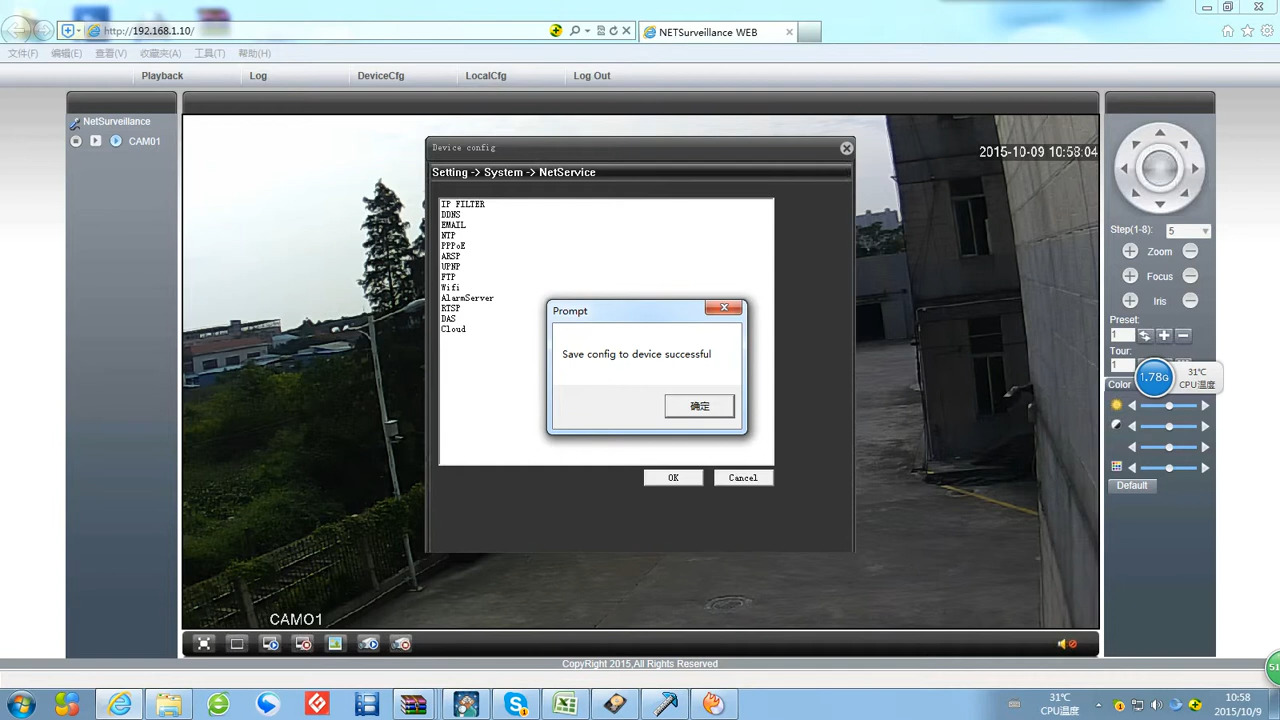 http://192.168.1.10/
NETSurveillance WEB
文件(F) 编辑(E) 查看(V) 收藏夹(A) 工具(T) 帮助(H)
Playback Log DeviceCfg LocalCfg Log Out
NetSurveillance
CAM01
2015-10-09 10:58:04
Device config
Setting -> System -> NetService
IP FILTER
DDNS
EMAIL
NTP
PPPoE
ARSP
UPNP
FTP
Wifi
AlarmServer
RTSP
DAS
Cloud
Prompt
Save config to device successful
确定
OK Cancel
Step(1-8): 5
Zoom
Focus
Iris
Preset:
1
Tour:
1
1.78G
31℃
CPU温度
Color
Default
CAM01
CopyRight 2015,All Rights Reserved
51
31℃
CPU温度
10:58
2015/10/9